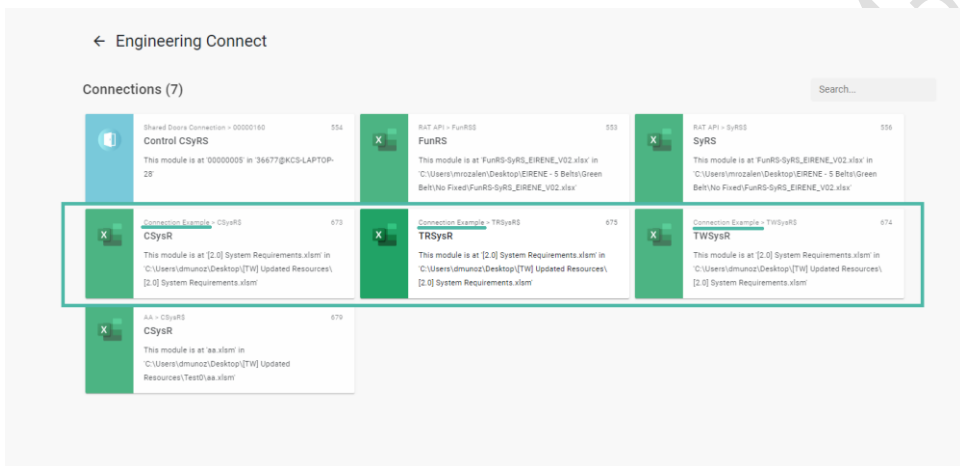 ← Engineering Connect
Connections (7)
Search...
Shared Doors Connection > 00000160 554
Control CSyRS
This module is at '00000005' in '36677@KCS-LAPTOP-
28'
RAT API > FunRS$ 553
FunRS
This module is at 'FunRS-SyRS_EIRENE_V02.xlsx' in
'C:\Users\mrozalen\Desktop\EIRENE - 5 Belts\Green
Belt\No Fixed\FunRS-SyRS_EIRENE_V02.xlsx'
RAT API > SyRS$ 556
SyRS
This module is at 'FunRS-SyRS_EIRENE_V02.xlsx' in
'C:\Users\mrozalen\Desktop\EIRENE - 5 Belts\Green
Belt\No Fixed\FunRS-SyRS_EIRENE_V02.xlsx'
Connection Example > CSysR$ 673
CSysR
This module is at '[2.0] System Requirements.xlsm' in
'C:\Users\dmunoz\Desktop\[TW] Updated Resources\
[2.0] System Requirements.xlsm'
Connection Example > TRSysR$ 675
TRSysR
This module is at '[2.0] System Requirements.xlsm' in
'C:\Users\dmunoz\Desktop\[TW] Updated Resources\
[2.0] System Requirements.xlsm'
Connection Example > TWSysR$ 674
TWSysR
This module is at '[2.0] System Requirements.xlsm' in
'C:\Users\dmunoz\Desktop\[TW] Updated Resources\
[2.0] System Requirements.xlsm'
AA > CSysR$ 679
CSysR
This module is at 'aa.xlsm' in
'C:\Users\dmunoz\Desktop\[TW] Updated
Resources\Test0\aa.xlsm'